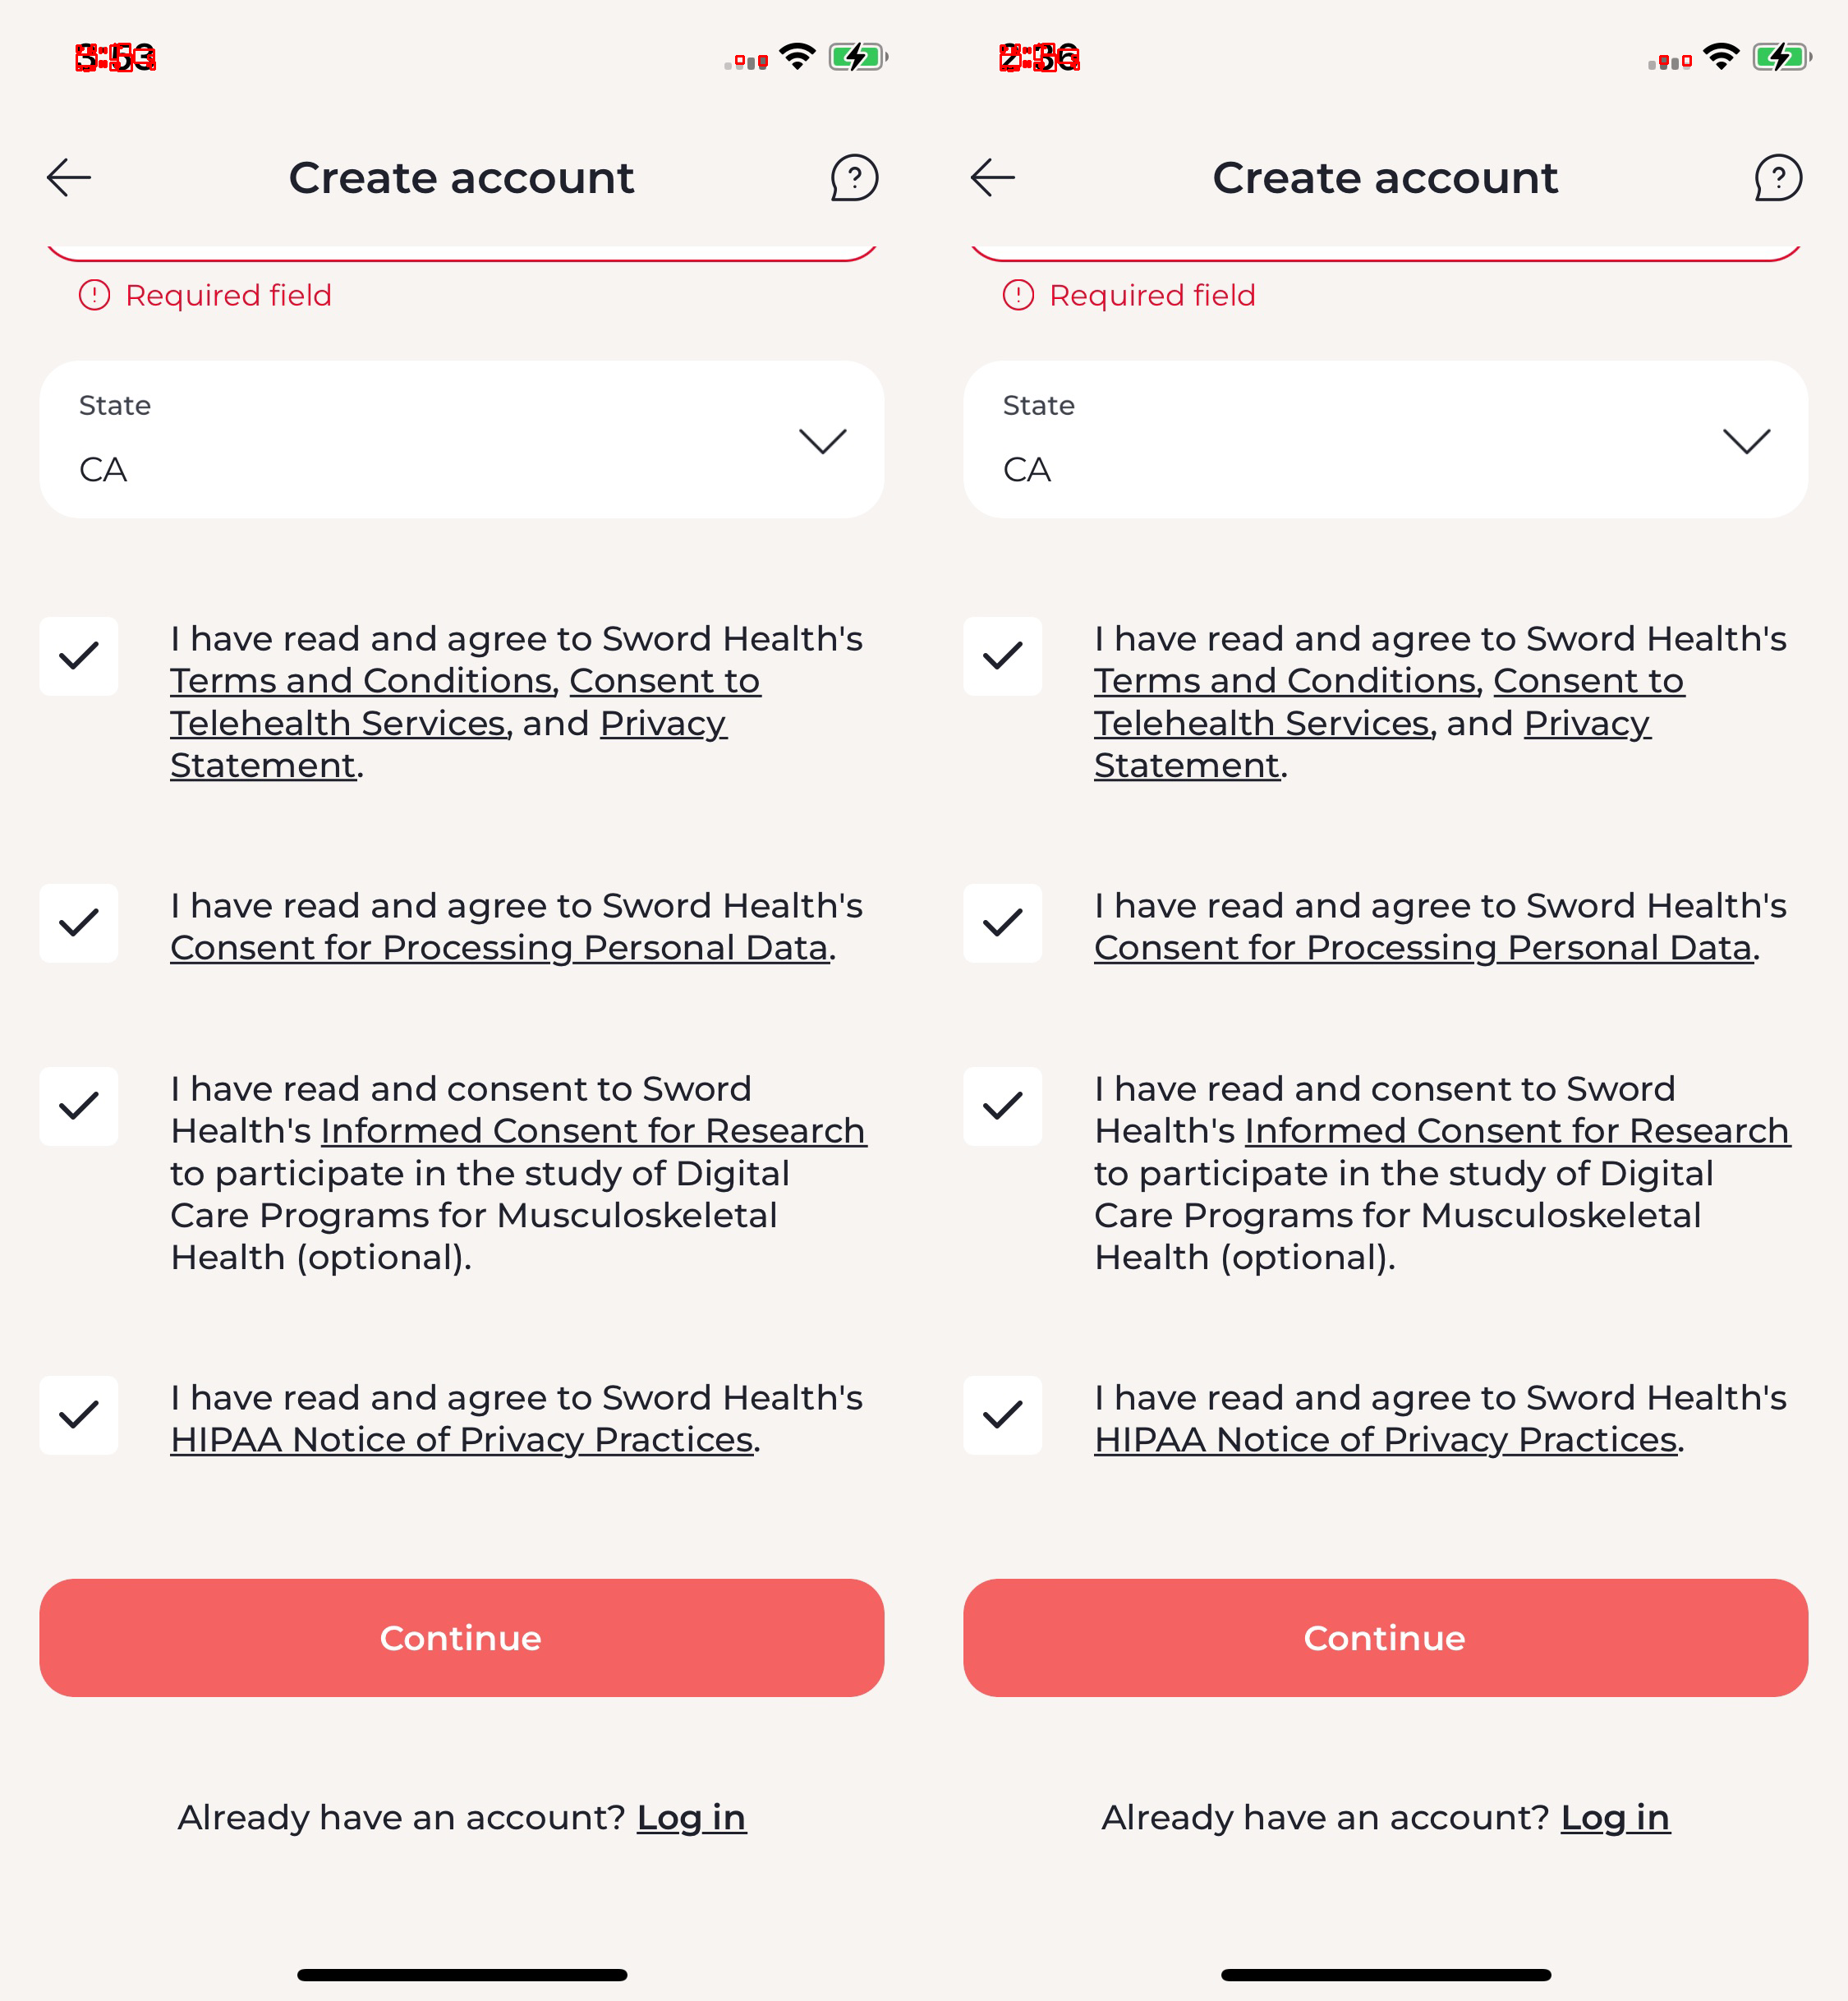 Create account
Required field
State
CA
I have read and agree to Sword Health's
Terms and Conditions, Consent to
Telehealth Services, and Privacy
Statement.
I have read and agree to Sword Health's
Consent for Processing Personal Data.
I have read and consent to Sword
Health's Informed Consent for Research
to participate in the study of Digital
Care Programs for Musculoskeletal
Health (optional).
I have read and agree to Sword Health's
HIPAA Notice of Privacy Practices.
Continue
Already have an account? Log in
Create account
Required field
State
CA
I have read and agree to Sword Health's
Terms and Conditions, Consent to
Telehealth Services, and Privacy
Statement.
I have read and agree to Sword Health's
Consent for Processing Personal Data.
I have read and consent to Sword
Health's Informed Consent for Research
to participate in the study of Digital
Care Programs for Musculoskeletal
Health (optional).
I have read and agree to Sword Health's
HIPAA Notice of Privacy Practices.
Continue
Already have an account? Log in